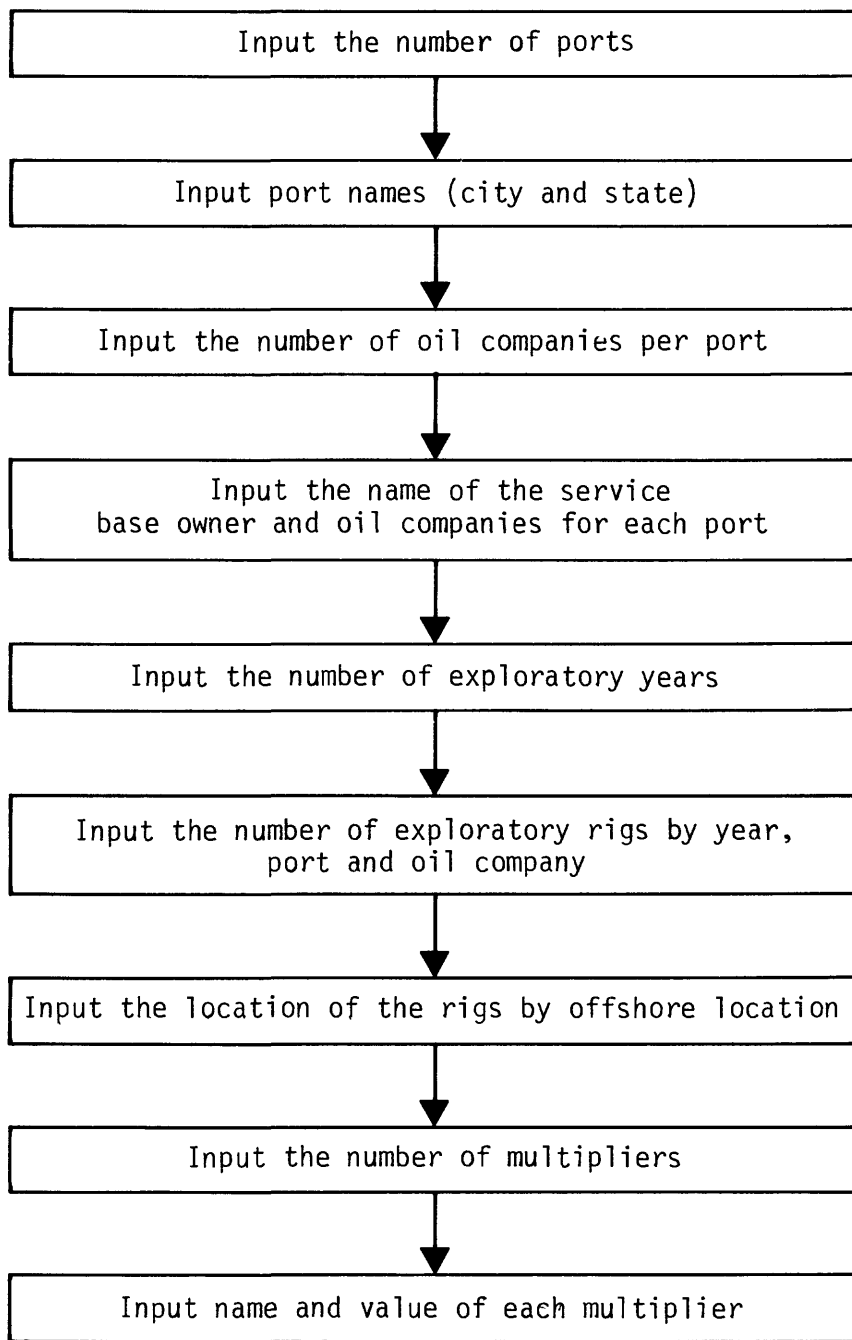 Input the number of ports
Input port names (city and state)
Input the number of oil companies per port
Input the name of the service
base owner and oil companies for each port
Input the number of exploratory years
Input the number of exploratory rigs by year,
port and oil company
Input the location of the rigs by offshore location
Input the number of multipliers
Input name and value of each multiplier